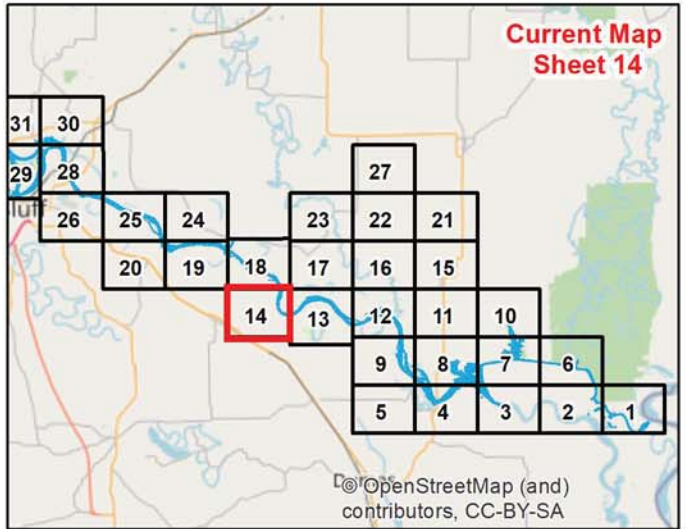 Current Map
Sheet 14
31 30
29 28 27
luff
26 25 24 23 22 21
20 19 18 17 16 15
14 13 12 11 10
9 8 7 6
5 4 3 2 1
© OpenStreetMap (and)
contributors, CC-BY-SA